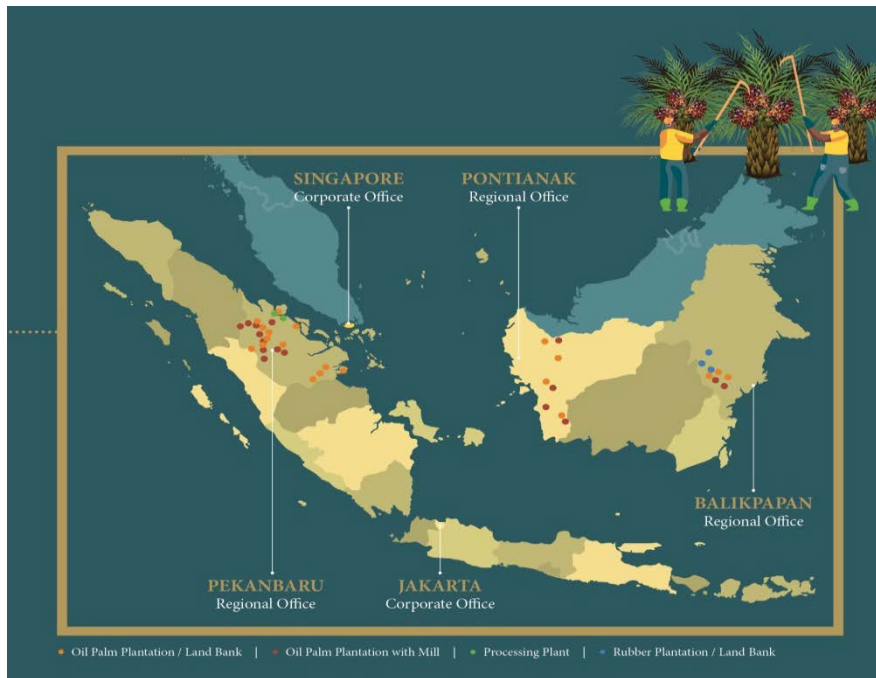 SINGAPORE
Corporate Office
PONTIANAK
Regional Office
BALIKPAPAN
Regional Office
PEKANBARU
Regional Office
JAKARTA
Corporate Office
Oil Palm Plantation / Land Bank | Oil Palm Plantation with Mill | Processing Plant | Rubber Plantation / Land Bank